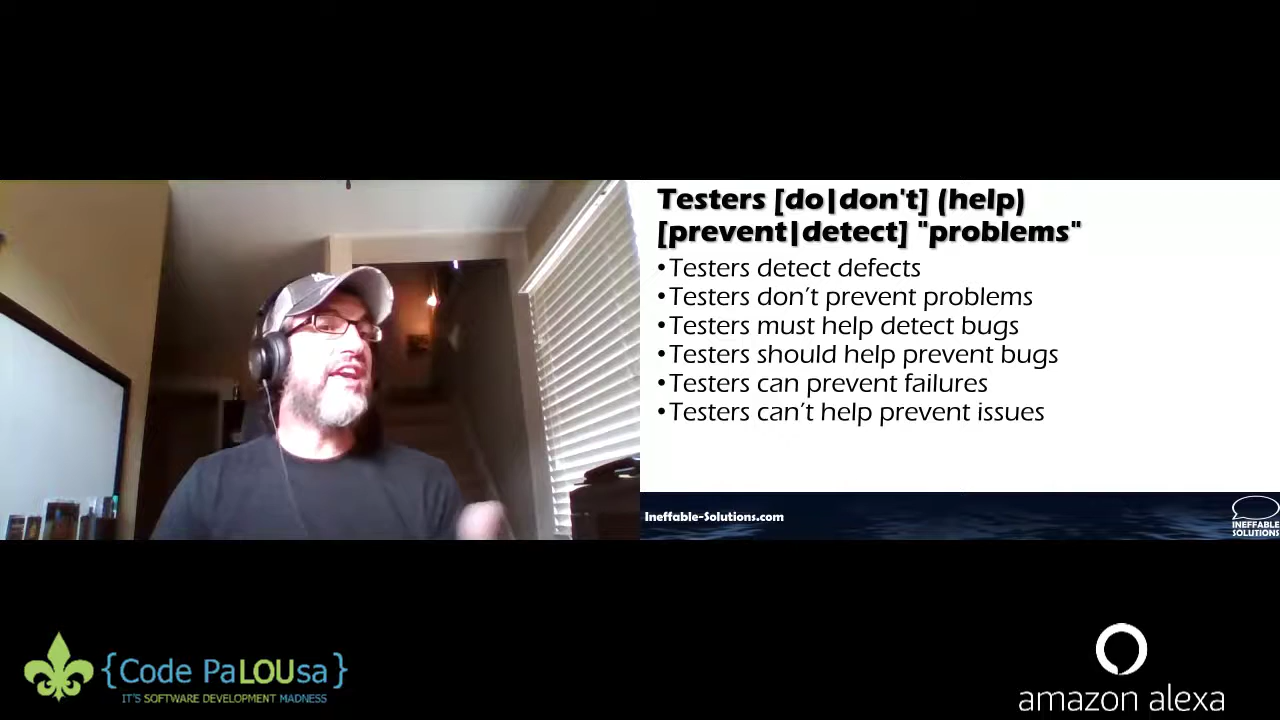 Testers [do|don't] (help)
[prevent|detect] "problems"
•Testers detect defects
•Testers don’t prevent problems
•Testers must help detect bugs
•Testers should help prevent bugs
•Testers can prevent failures
•Testers can’t help prevent issues
Ineffable-Solutions.com
INEFFABLE
SOLUTIONS
{Code PaLOUsa}
IT'S SOFTWARE DEVELOPMENT MADNESS
amazon alexa